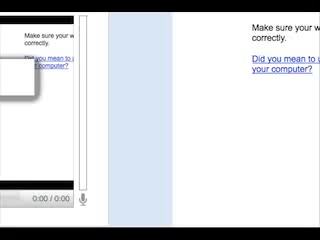 Make sure your w
correctly.
Did you mean to u
your computer?
Make sure your w
correctly.
Did you mean to u
your computer?
0:00 / 0:00